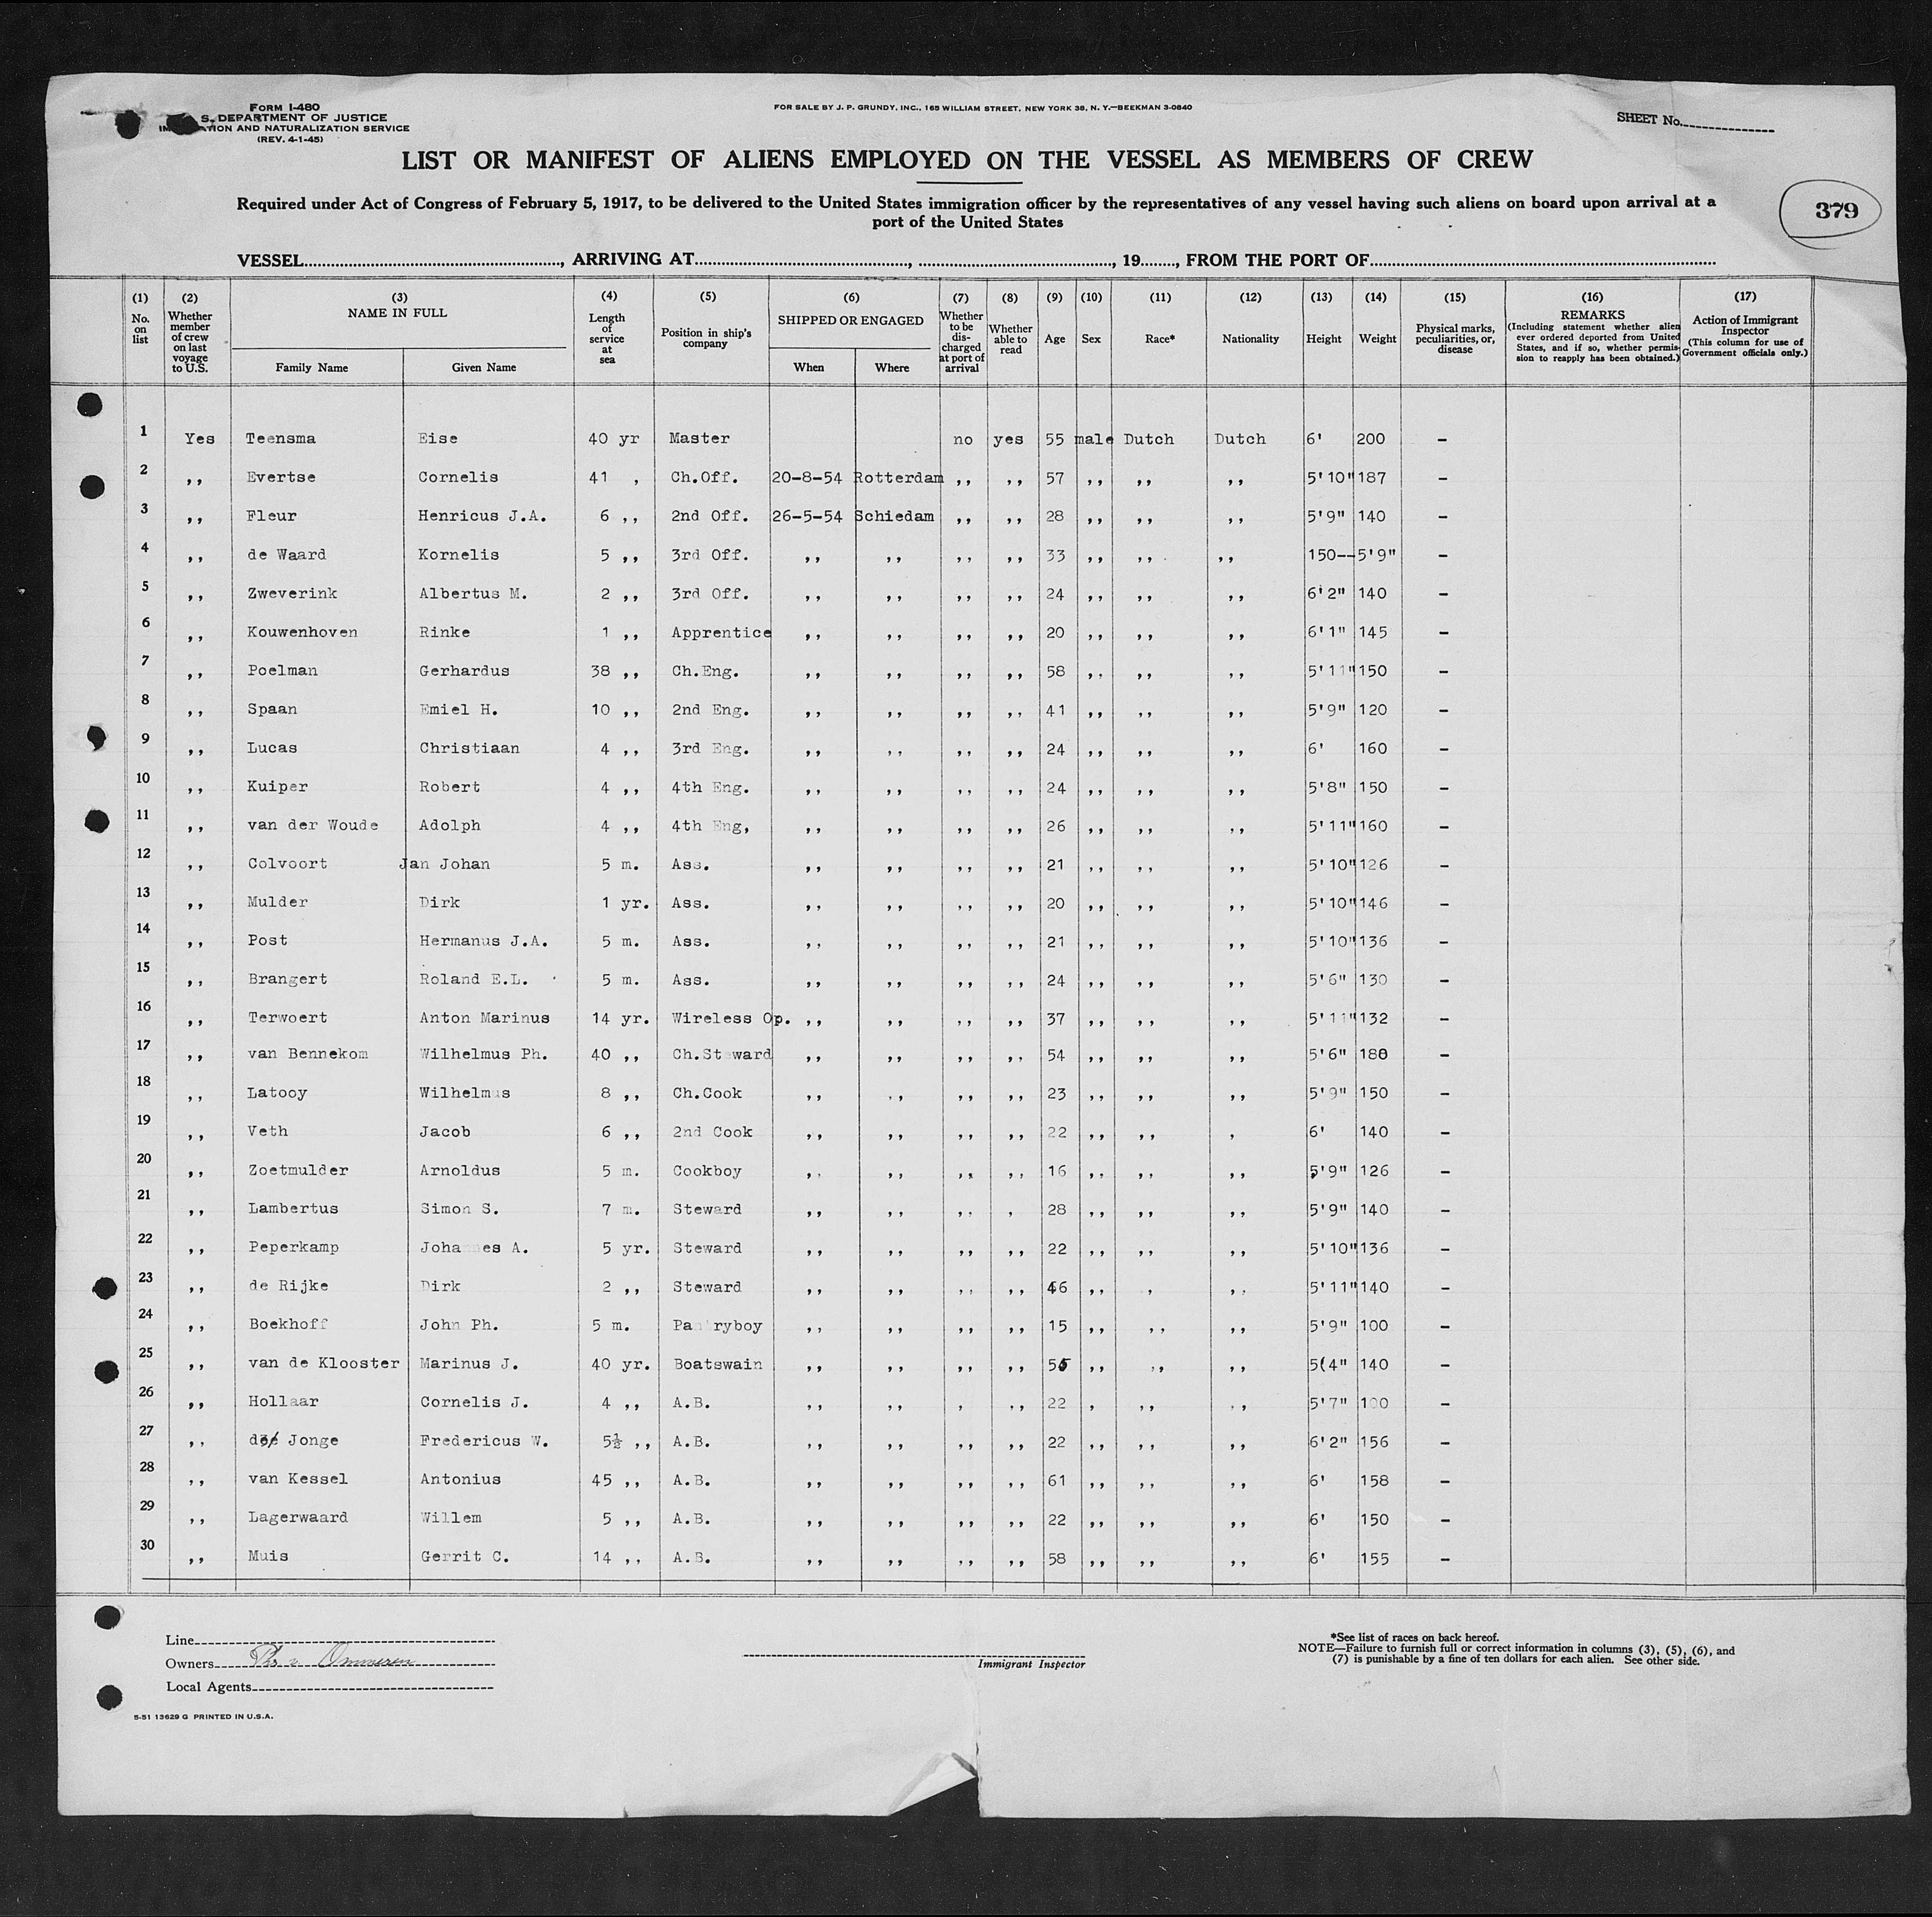 FORM I-480
S. DEPARTMENT OF JUSTICE
AND NATURALIZATION SERVICE
(REV. 4-1-45)
FOR SALE BY J. P. GRUNDY, INC., 165 WILLIAM STREET, NEW YORK 38, N. Y.—BEEKMAN 3-0840
SHEET No.
LIST OR MANIFEST OF ALIENS EMPLOYED ON THE VESSEL AS MEMBERS OF CREW
Required under Act of Congress of February 5, 1917, to be delivered to the United States immigration officer by the representatives of any vessel having such aliens on board upon arrival at a
port of the United States
379
VESSEL, ARRIVING AT, , 19, FROM THE PORT OF
(1) No. on list
(2) Whether member of crew on last voyage to U.S.
(3) NAME IN FULL
Family Name Given Name
(4) Length of service at sea
(5) Position in ship's company
(6) SHIPPED OR ENGAGED
When Where
(7) Whether to be discharged at port of arrival
(8) Whether able to read
(9) Age
(10) Sex
(11) Race*
(12) Nationality
(13) Height
(14) Weight
(15) Physical marks, peculiarities, or, disease
(16) REMARKS (Including statement whether alien ever ordered deported from United States, and if so, whether permission to reapply has been obtained.)
(17) Action of Immigrant Inspector (This column for use of Government officials only.)
1 Yes Teensma Eise 40 yr Master no yes 55 male Dutch Dutch 6' 200 -
2 ,, Evertse Cornelis 41 , Ch.Off. 20-8-54 Rotterdam ,, ,, 57 ,, ,, ,, 5'10" 187 -
3 ,, Fleur Henricus J.A. 6 ,, 2nd Off. 26-5-54 Schiedam ,, ,, 28 ,, ,, ,, 5'9" 140 -
4 ,, de Waard Kornelis 5 ,, 3rd Off. ,, ,, ,, ,, 33 ,, ,, ,, 150--5'9" -
5 ,, Zweverink Albertus M. 2 ,, 3rd Off. ,, ,, ,, ,, 24 ,, ,, ,, 6'2" 140 -
6 ,, Kouwenhoven Rinke 1 ,, Apprentice ,, ,, ,, ,, 20 ,, ,, ,, 6'1" 145 -
7 ,, Poelman Gerhardus 38 ,, Ch.Eng. ,, ,, ,, ,, 58 ,, ,, ,, 5'11" 150 -
8 ,, Spaan Emiel H. 10 ,, 2nd Eng. ,, ,, ,, ,, 41 ,, ,, ,, 5'9" 120 -
9 ,, Lucas Christiaan 4 ,, 3rd Eng. ,, ,, ,, ,, 24 ,, ,, ,, 6' 160 -
10 ,, Kuiper Robert 4 ,, 4th Eng. ,, ,, ,, ,, 24 ,, ,, ,, 5'8" 150 -
11 ,, van der Woude Adolph 4 ,, 4th Eng, ,, ,, ,, ,, 26 ,, ,, ,, 5'11" 160 -
12 ,, Colvoort Jan Johan 5 m. Ass. ,, ,, ,, ,, 21 ,, ,, ,, 5'10" 126 -
13 ,, Mulder Dirk 1 yr. Ass. ,, ,, ,, ,, 20 ,, ,, ,, 5'10" 146 -
14 ,, Post Hermanus J.A. 5 m. Ass. ,, ,, ,, ,, 21 ,, ,, ,, 5'10" 136 -
15 ,, Brangert Roland E.L. 5 m. Ass. ,, ,, ,, ,, 24 ,, ,, ,, 5'6" 130 -
16 ,, Terwoert Anton Marinus 14 yr. Wireless Op. ,, ,, ,, ,, 37 ,, ,, ,, 5'11" 132 -
17 ,, van Bennekom Wilhelmus Ph. 40 ,, Ch.Steward ,, ,, ,, ,, 54 ,, ,, ,, 5'6" 180 -
18 ,, Latooy Wilhelmus 8 ,, Ch.Cook ,, ,, ,, ,, 23 ,, ,, ,, 5'9" 150 -
19 ,, Veth Jacob 6 ,, 2nd Cook ,, ,, ,, ,, 22 ,, ,, , 6' 140 -
20 ,, Zoetmulder Arnoldus 5 m. Cookboy ,, ,, ,, ,, 16 ,, ,, ,, 5'9" 126 -
21 ,, Lambertus Simon S. 7 m. Steward ,, ,, ,, , 28 ,, ,, ,, 5'9" 140 -
22 ,, Peperkamp Johannes A. 5 yr. Steward ,, ,, ,, ,, 22 ,, ,, ,, 5'10" 136 -
23 ,, de Rijke Dirk 2 ,, Steward ,, ,, ,, ,, 46 ,, , ,, 5'11" 140 -
24 ,, Boekhoff John Ph. 5 m. Pantryboy ,, ,, ,, ,, 15 ,, ,, ,, 5'9" 100 -
25 ,, van de Klooster Marinus J. 40 yr. Boatswain ,, ,, ,, ,, 55 ,, ,, ,, 5(4" 140 -
26 ,, Hollaar Cornelis J. 4 ,, A.B. ,, ,, , ,, 22 , ,, ,, 5'7" 100 -
27 ,, de Jonge Fredericus W. 5½ ,, A.B. ,, ,, ,, ,, 22 ,, ,, ,, 6'2" 156 -
28 ,, van Kessel Antonius 45 ,, A.B. ,, ,, ,, ,, 61 ,, ,, ,, 6' 158 -
29 ,, Lagerwaard Willem 5 ,, A.B. ,, ,, ,, ,, 22 ,, ,, ,, 6' 150 -
30 ,, Muis Gerrit C. 14 ,, A.B. ,, ,, ,, ,, 58 ,, ,, ,, 6' 155 -
Line
Owners Phs v Ommeren
Local Agents
Immigrant Inspector
*See list of races on back hereof.
NOTE—Failure to furnish full or correct information in columns (3), (5), (6), and
(7) is punishable by a fine of ten dollars for each alien. See other side.
5-51 13629 G PRINTED IN U.S.A.